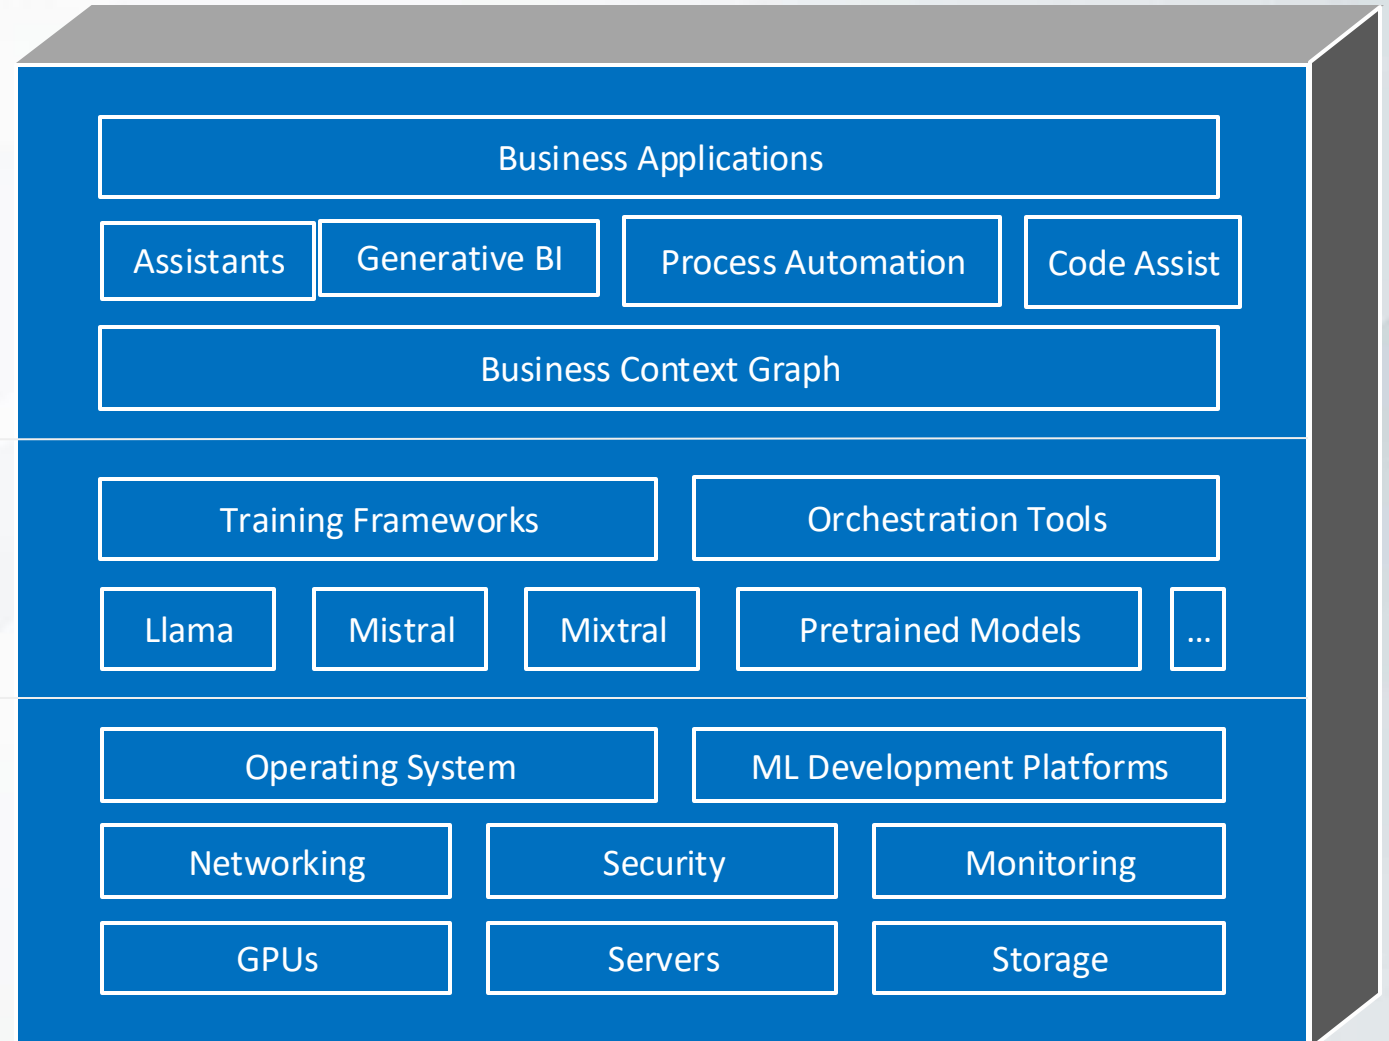 Business Applications
Assistants
Generative BI
Process Automation
Code Assist
Business Context Graph
Training Frameworks
Orchestration Tools
Llama
Mistral
Mixtral
Pretrained Models
...
Operating System
ML Development Platforms
Networking
Security
Monitoring
GPUs
Servers
Storage